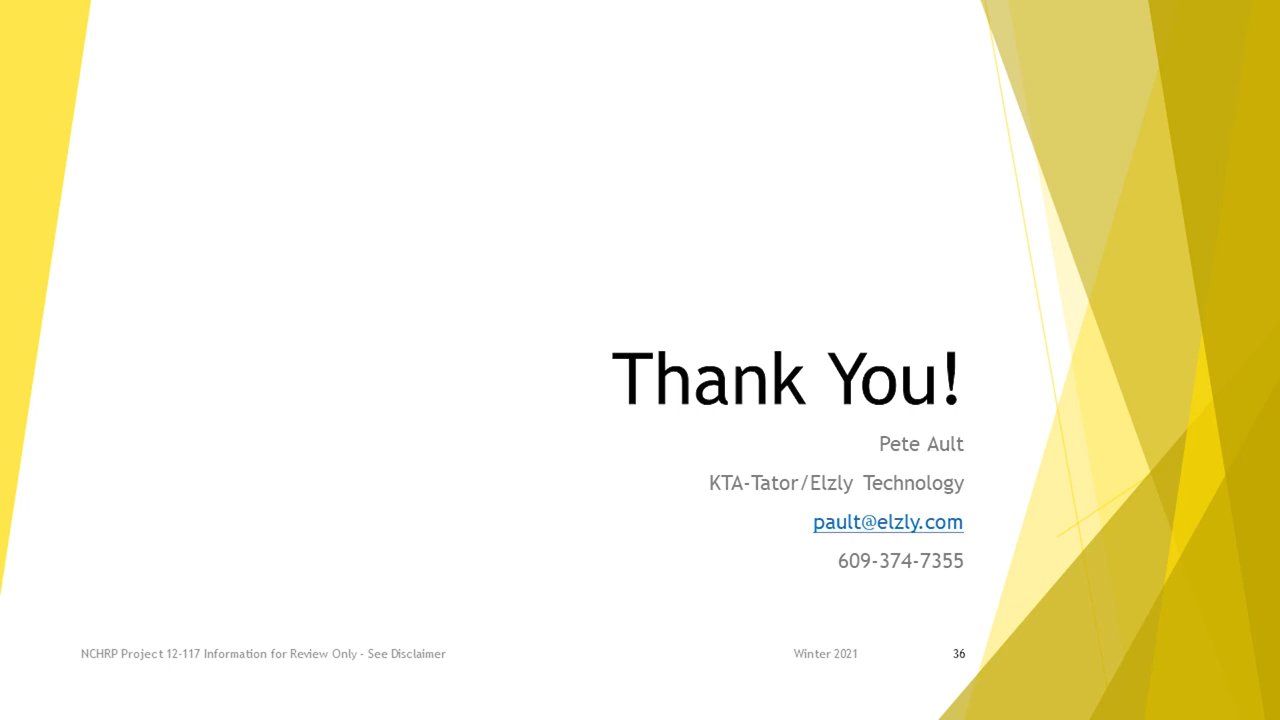 Thank You!
Pete Ault
KTA-Tator/Elzly Technology
pault@elzly.com
609-374-7355
NCHRP Project 12-117 Information for Review Only - See Disclaimer
Winter 2021
36